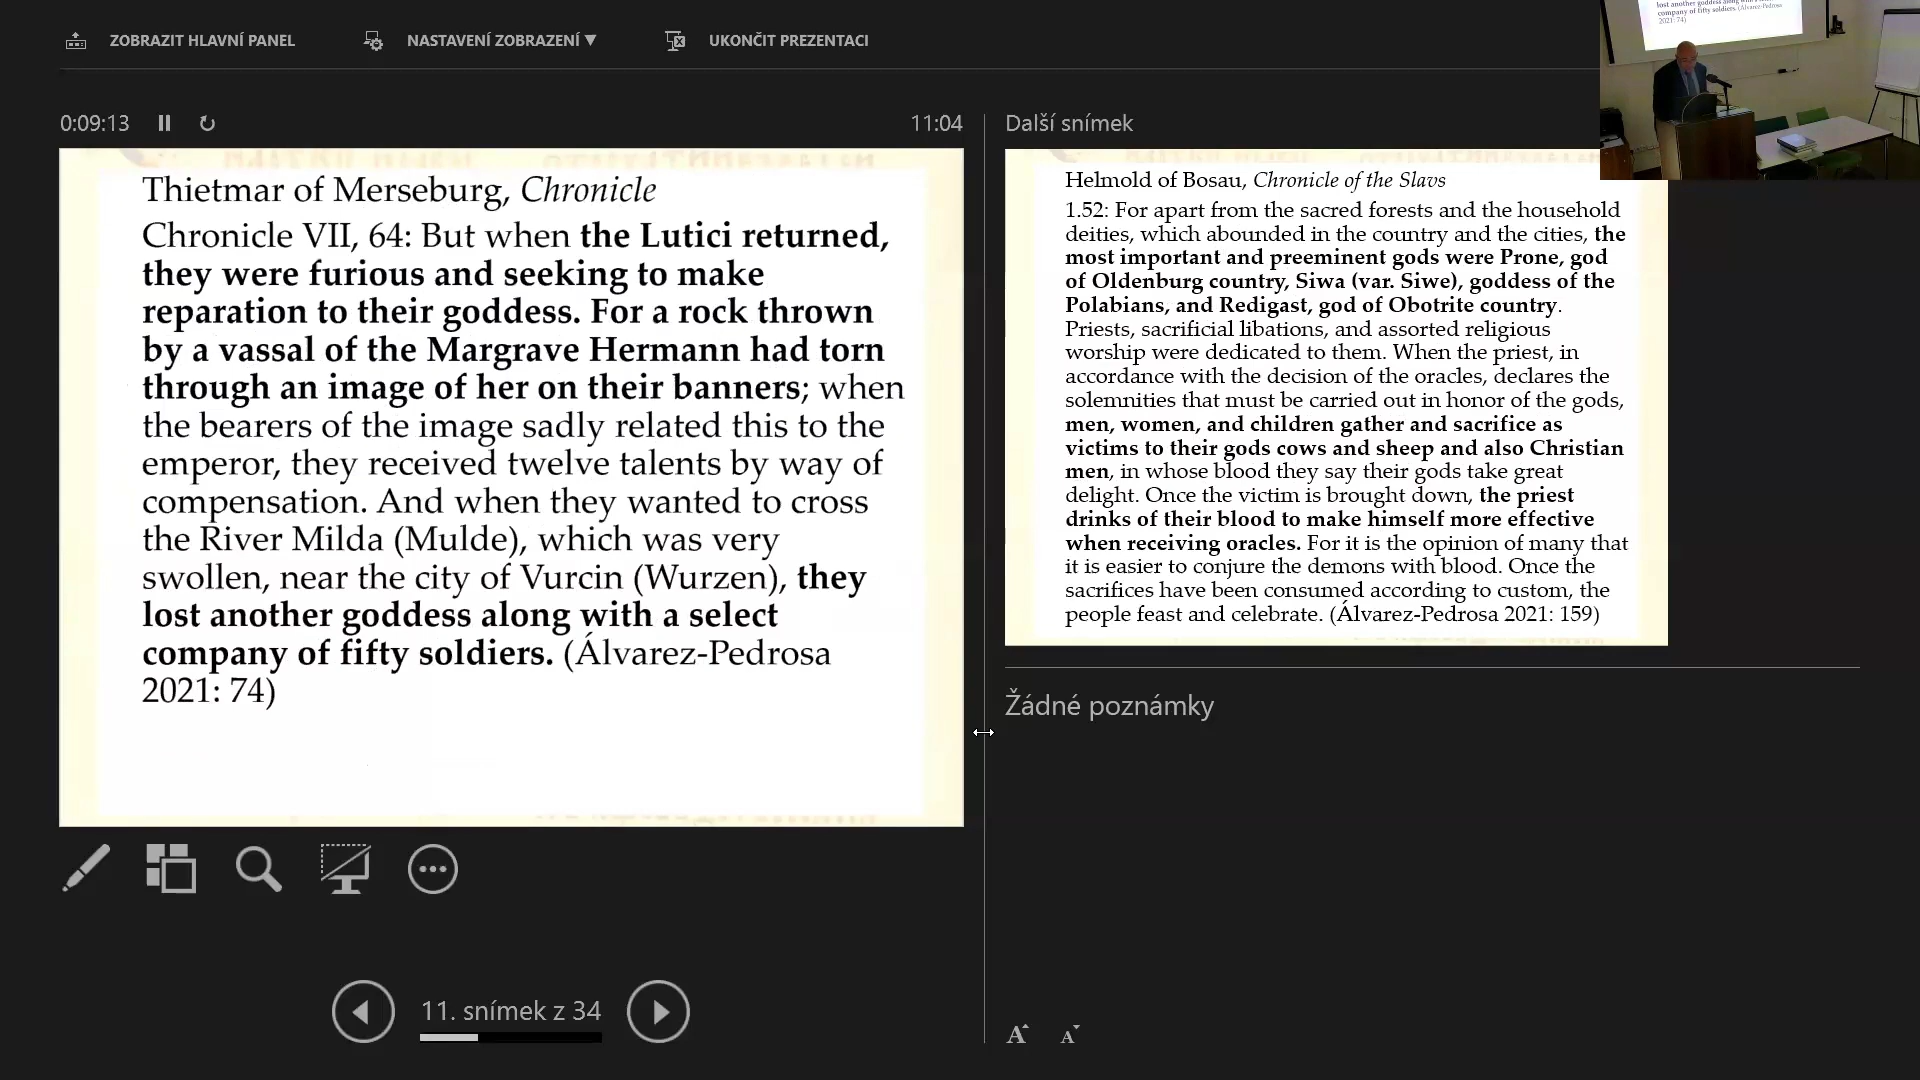 ZOBRAZIT HLAVNÍ PANEL
NASTAVENÍ ZOBRAZENÍ ▼
UKONČIT PREZENTACI
0:09:13
11:04
Thietmar of Merseburg, Chronicle
Chronicle VII, 64: But when the Lutici returned,
they were furious and seeking to make
reparation to their goddess. For a rock thrown
by a vassal of the Margrave Hermann had torn
through an image of her on their banners; when
the bearers of the image sadly related this to the
emperor, they received twelve talents by way of
compensation. And when they wanted to cross
the River Milda (Mulde), which was very
swollen, near the city of Vurcin (Wurzen), they
lost another goddess along with a select
company of fifty soldiers. (Álvarez-Pedrosa
2021: 74)
11. snímek z 34
Další snímek
Helmold of Bosau, Chronicle of the Slavs
1.52: For apart from the sacred forests and the household
deities, which abounded in the country and the cities, the
most important and preeminent gods were Prone, god
of Oldenburg country, Siwa (var. Siwe), goddess of the
Polabians, and Redigast, god of Obotrite country.
Priests, sacrificial libations, and assorted religious
worship were dedicated to them. When the priest, in
accordance with the decision of the oracles, declares the
solemnities that must be carried out in honor of the gods,
men, women, and children gather and sacrifice as
victims to their gods cows and sheep and also Christian
men, in whose blood they say their gods take great
delight. Once the victim is brought down, the priest
drinks of their blood to make himself more effective
when receiving oracles. For it is the opinion of many that
it is easier to conjure the demons with blood. Once the
sacrifices have been consumed according to custom, the
people feast and celebrate. (Álvarez-Pedrosa 2021: 159)
Žádné poznámky
A A
lost another goddess along with a select
company of fifty soldiers. (Álvarez-Pedrosa
2021: 74)